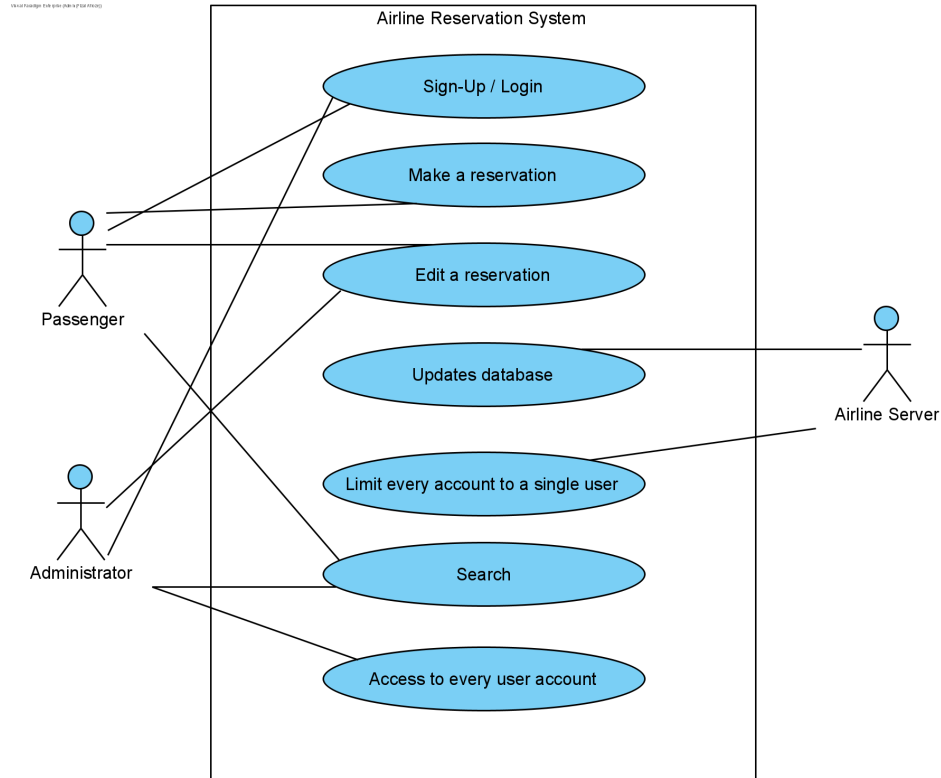 Airline Reservation System
Sign-Up / Login
Make a reservation
Edit a reservation
Passenger
Updates database
Airline Server
Limit every account to a single user
Search
Administrator
Access to every user account